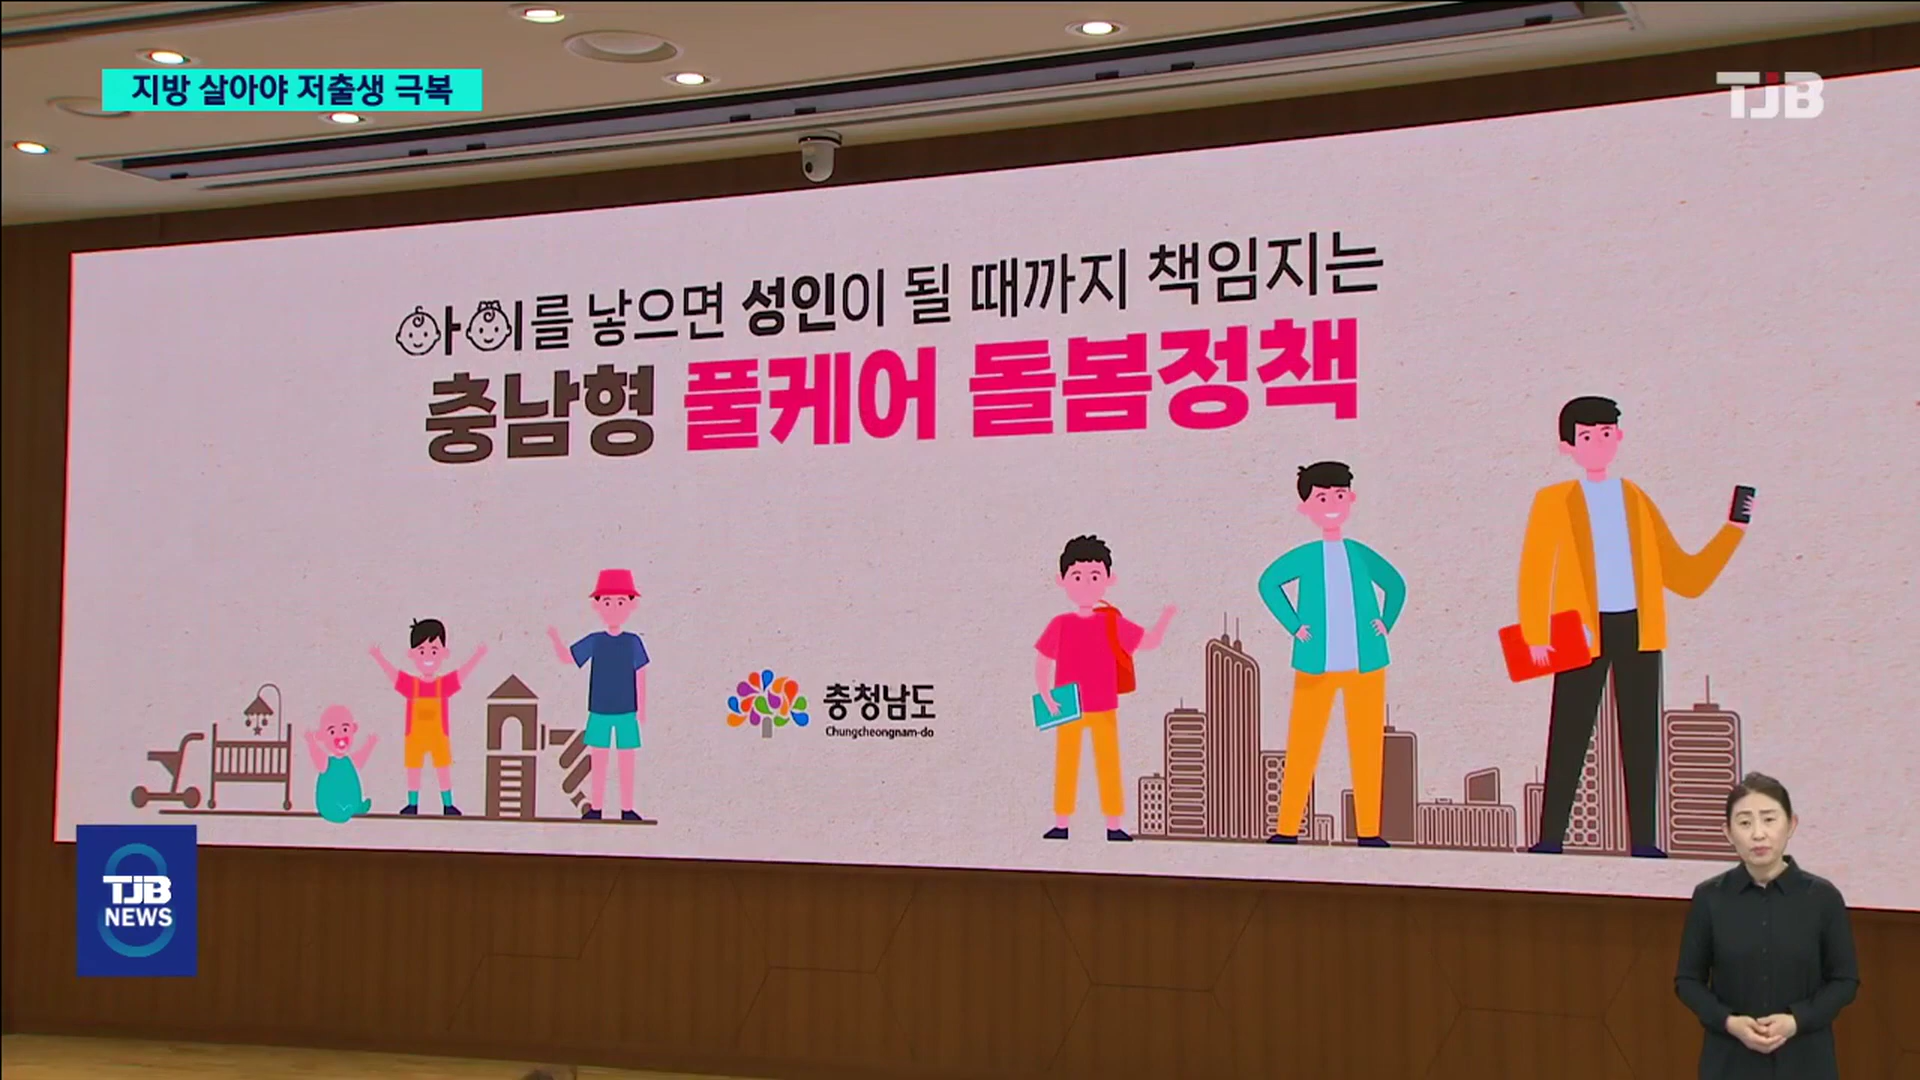 지방 살아야 저출생 극복
TJB
아이를 낳으면 성인이 될 때까지 책임지는
충남형 풀케어 돌봄정책
충청남도
Chungcheongnam-do
TJB
NEWS
8